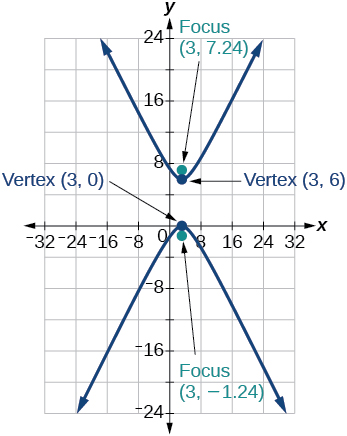 y
24
Focus
(3, 7.24)
16
8
Vertex (3, 0)
Vertex (3, 6)
x
−32 −24 −16 −8 0 8 16 24 32
−8
−16
Focus
(3, −1.24)
−24